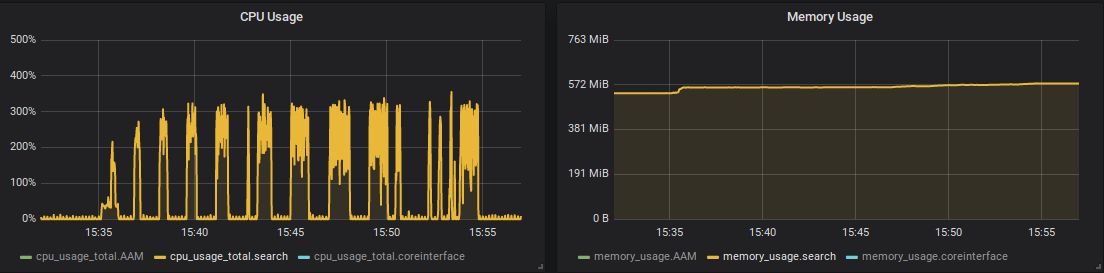 CPU Usage
500%
400%
300%
200%
100%
0%
15:35 15:40 15:45 15:50 15:55
cpu_usage_total.AAM cpu_usage_total.search cpu_usage_total.coreinterface
Memory Usage
763 MiB
572 MiB
381 MiB
191 MiB
0 B
15:35 15:40 15:45 15:50 15:55
memory_usage.AAM memory_usage.search memory_usage.coreinterface